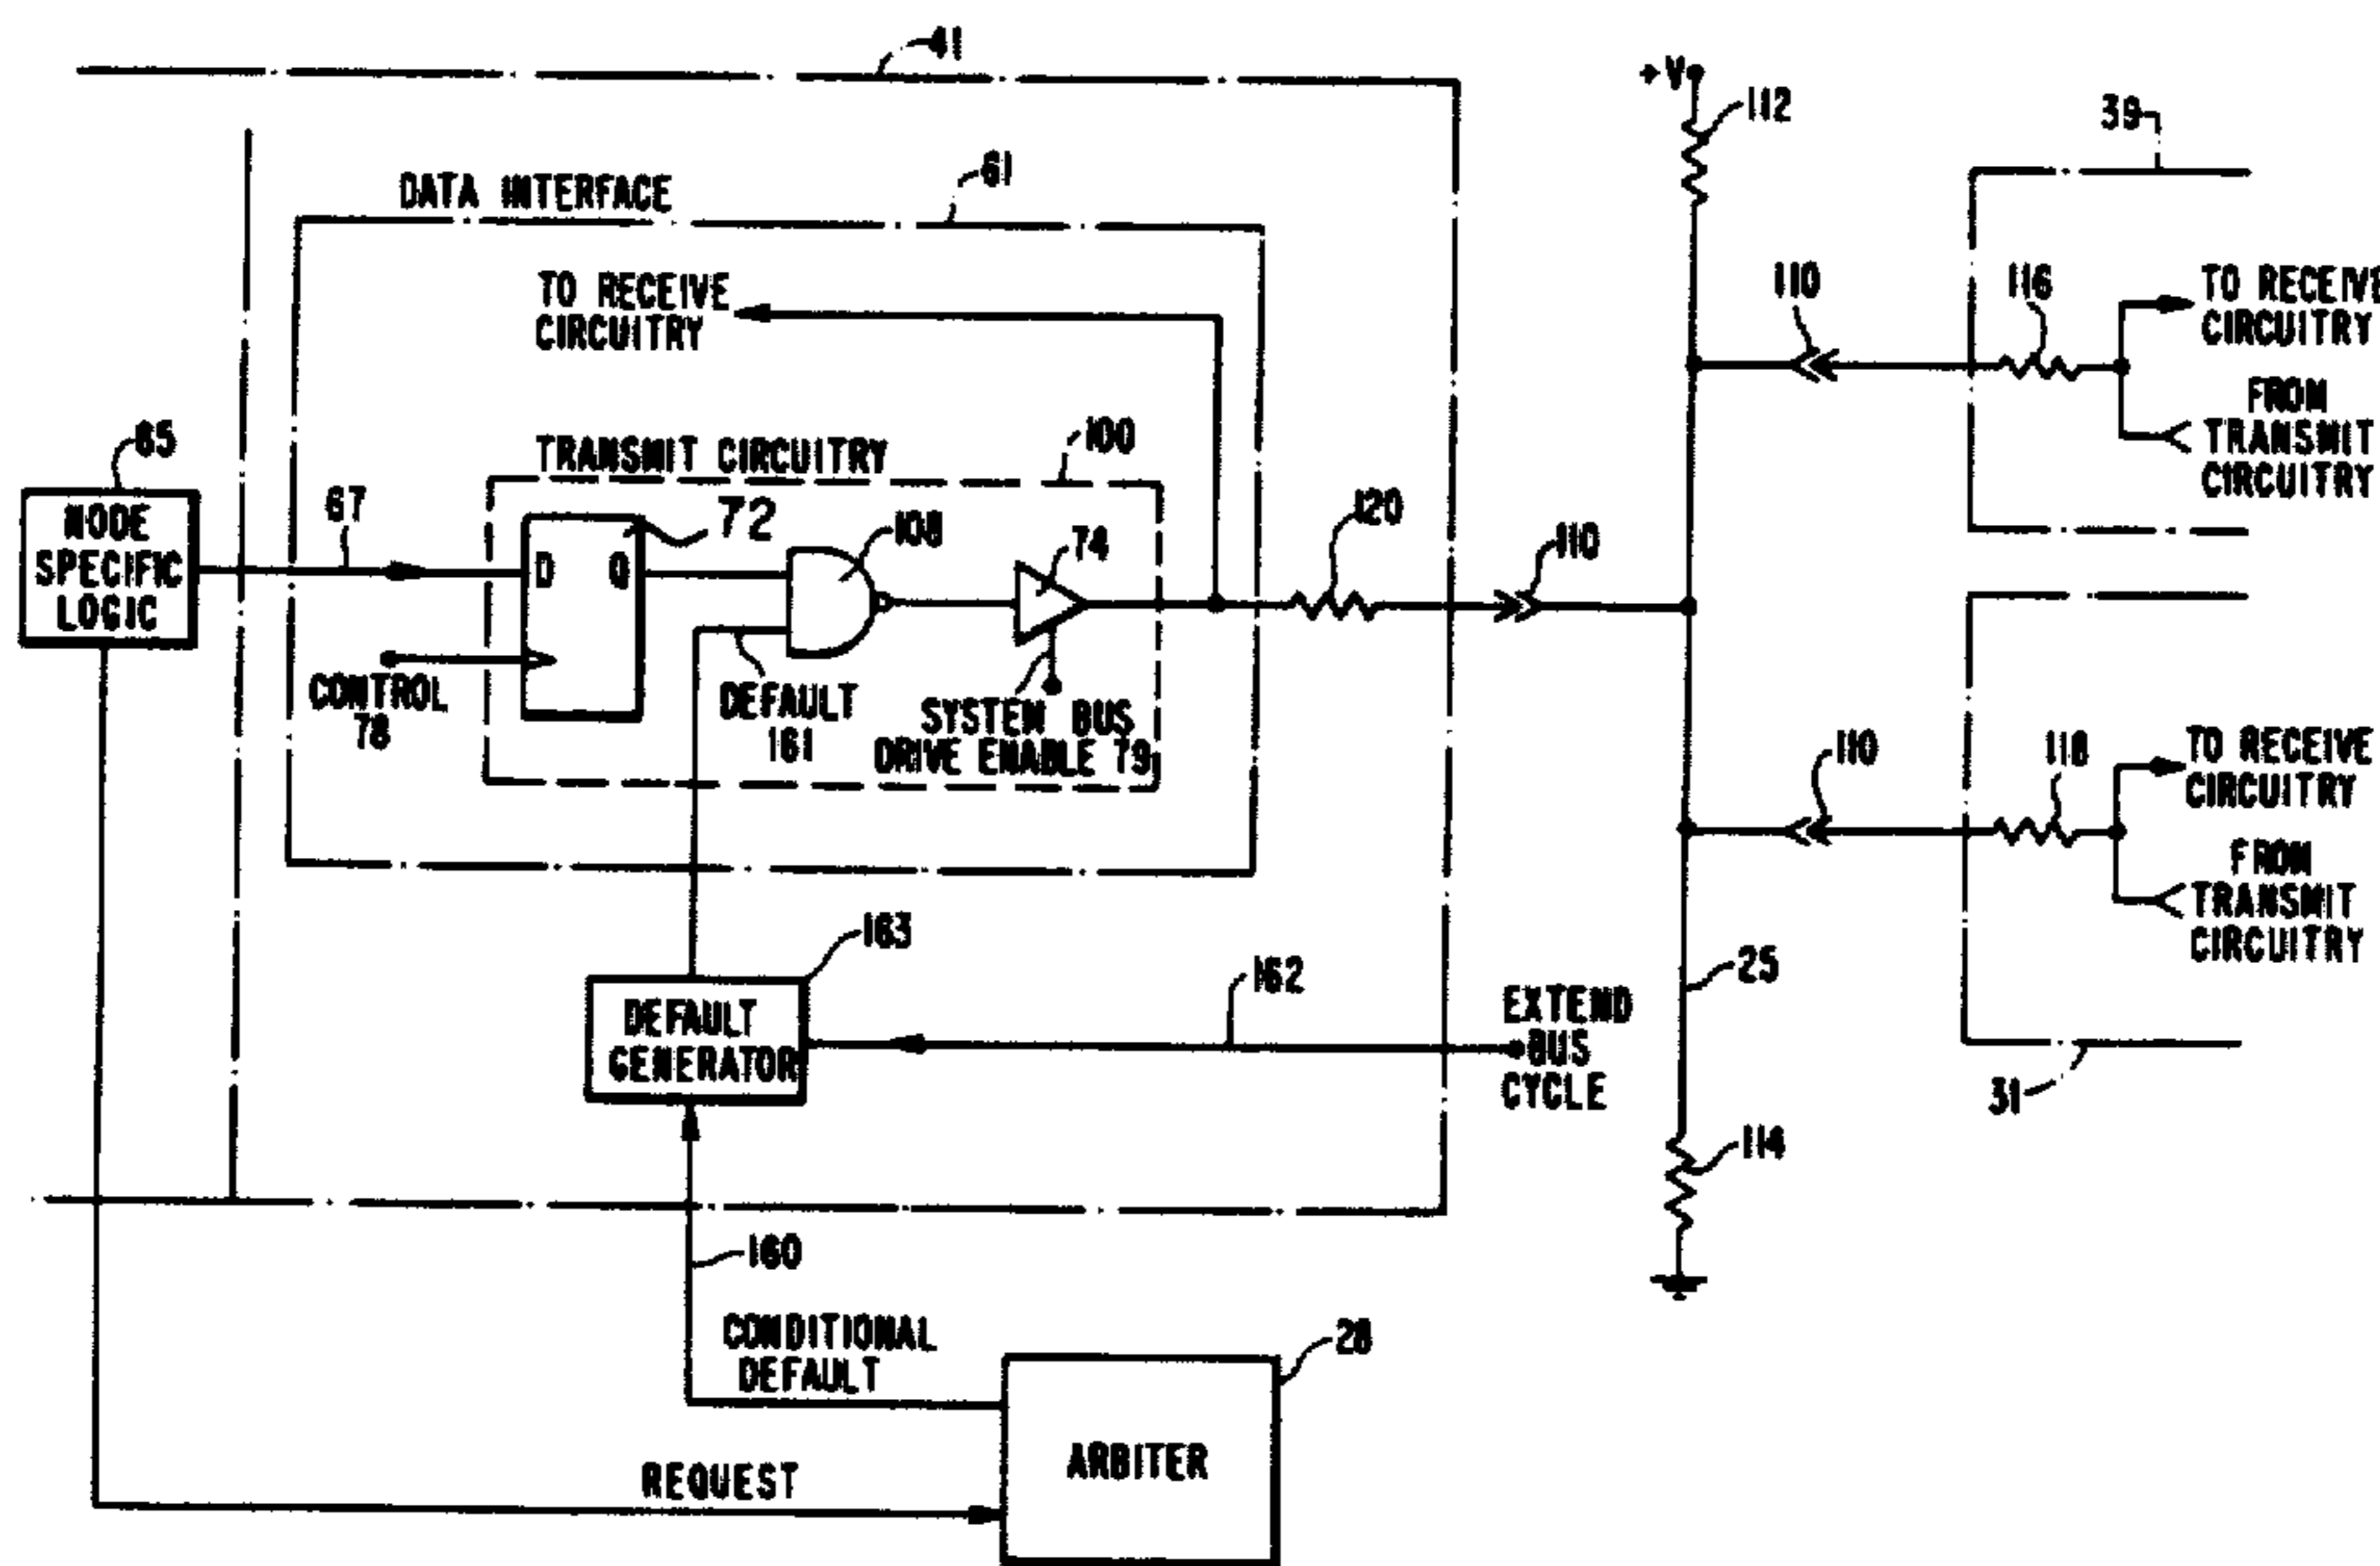 41
+V
112
39
61
DATA INTERFACE
TO RECEIVE
CIRCUITRY
110
116
TO RECEIVE
CIRCUITRY
FROM
TRANSMIT
CIRCUITRY
65
NODE
SPECIFIC
LOGIC
67
TRANSMIT CIRCUITRY
100
72
D
Q
108
74
120
110
CONTROL
78
DEFAULT
161
SYSTEM BUS
DRIVE ENABLE 79
110
118
TO RECEIVE
CIRCUITRY
FROM
TRANSMIT
CIRCUITRY
163
DEFAULT
GENERATOR
162
EXTEND
BUS
CYCLE
25
31
114
160
CONDITIONAL
DEFAULT
28
ARBITER
REQUEST